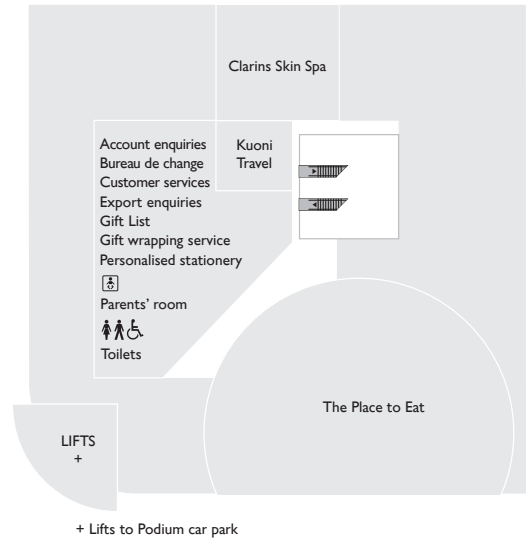 Clarins Skin Spa
Account enquiries
Bureau de change
Customer services
Export enquiries
Gift List
Gift wrapping service
Personalised stationery
Parents’ room
Toilets
Kuoni
Travel
The Place to Eat
LIFTS
+
+ Lifts to Podium car park